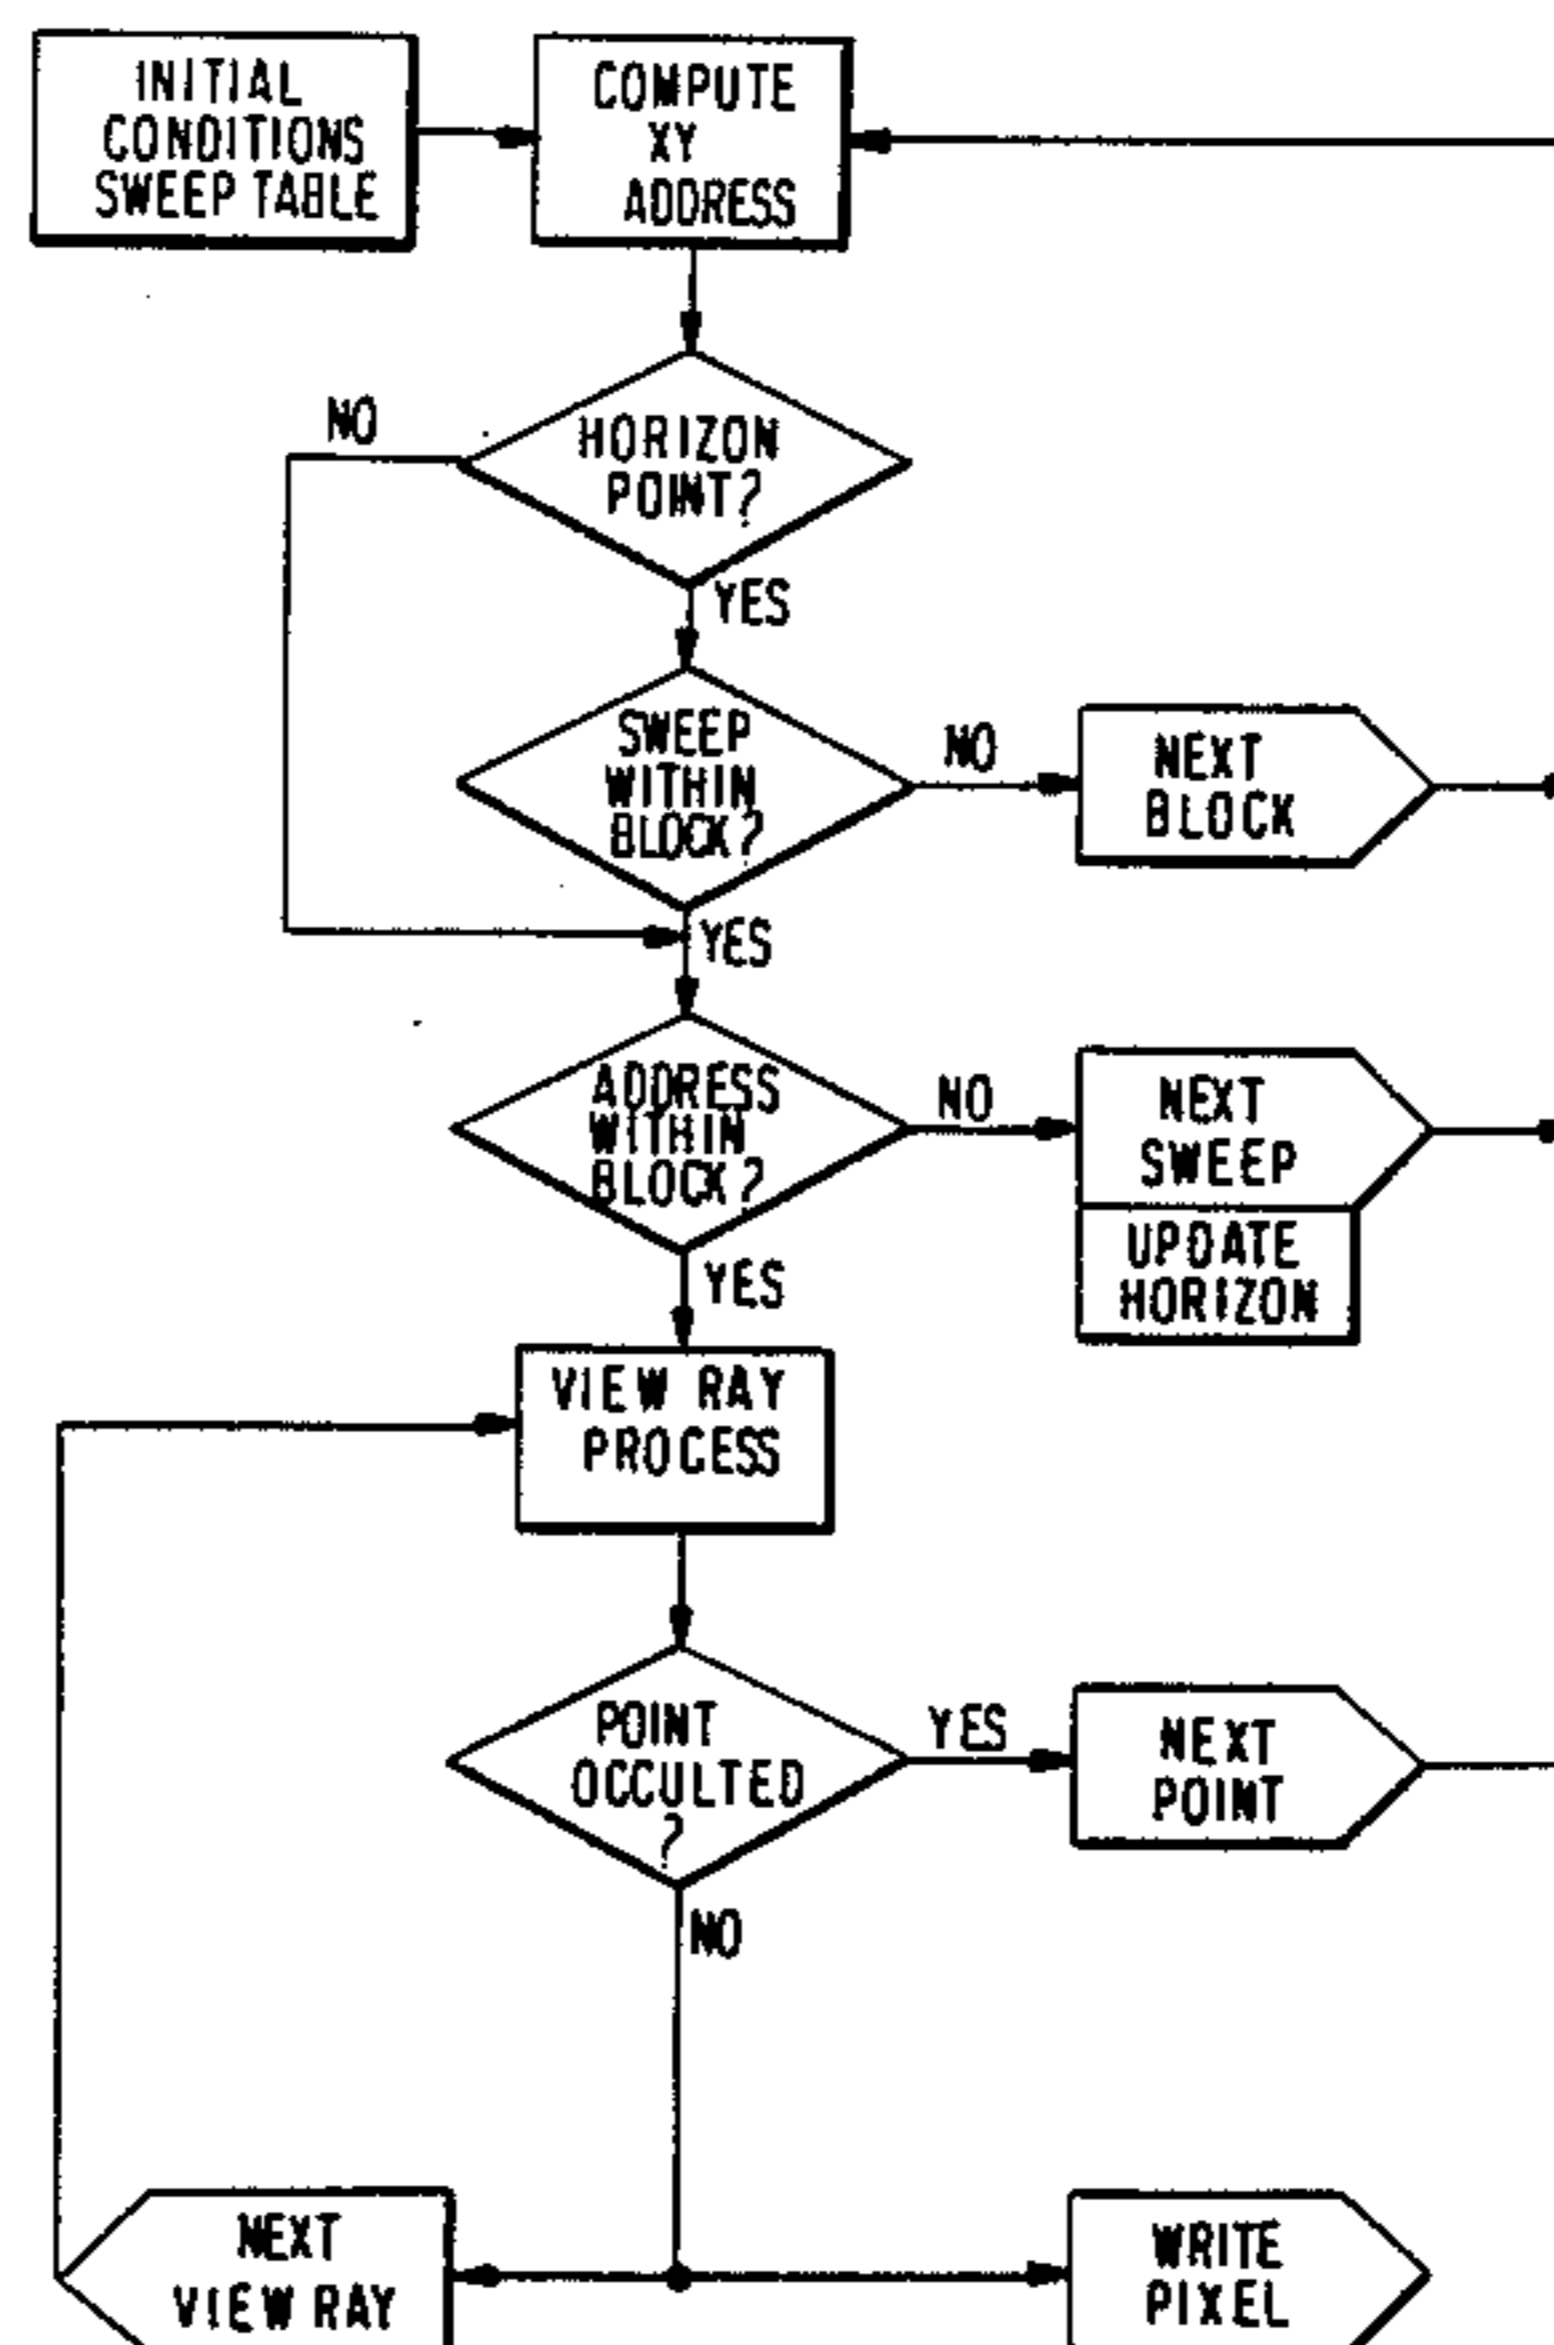 INITIAL
CONDITIONS
SWEEP TABLE
COMPUTE
XY
ADDRESS
NO
HORIZON
POINT?
YES
SWEEP
WITHIN
BLOCK?
NO
NEXT
BLOCK
YES
ADDRESS
WITHIN
BLOCK?
NO
NEXT
SWEEP
UPDATE
HORIZON
YES
VIEW RAY
PROCESS
POINT
OCCULTED
?
YES
NEXT
POINT
NO
NEXT
VIEW RAY
WRITE
PIXEL